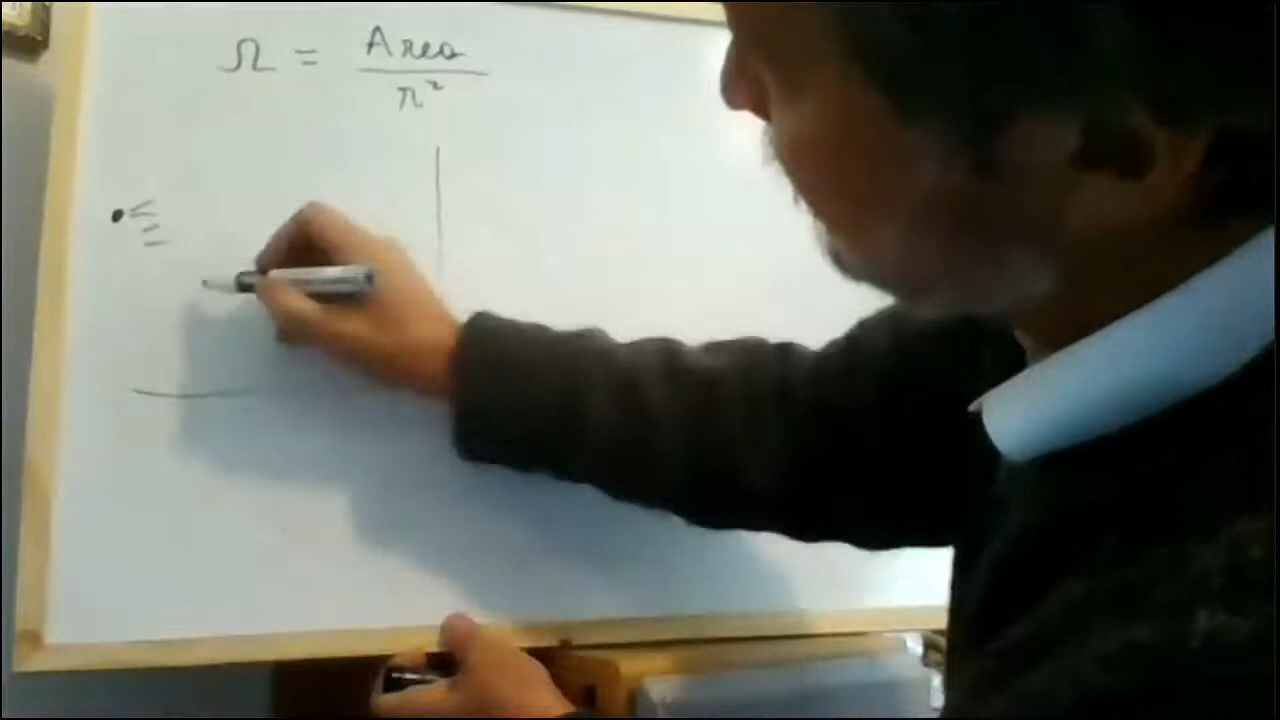 Ω = Area
r²